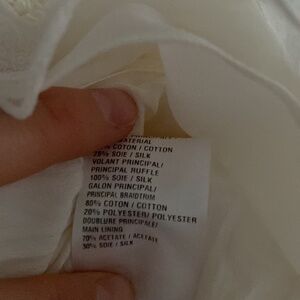 MATERIAL
COTON / COTTON
SOIE / SILK
VOLANT PRINCIPAL/
PRINCIPAL RUFFLE
100% SOIE / SILK
GALON PRINCIPAL/
PRINCIPAL BRAIDTRIM
80% COTON / COTTON
20% POLYESTER/ POLYESTER
DOUBLURE PRINCIPALE/
MAIN LINING
70% ACETATE / ACETATE
30% SOIE / SILK